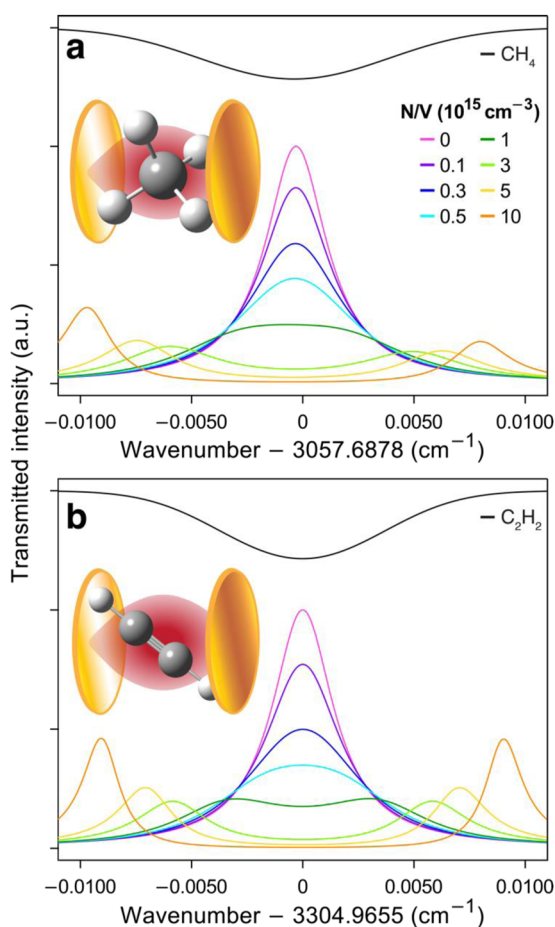 a
− CH₄
N/V (10¹⁵ cm⁻³)
0 1
0.1 3
0.3 5
0.5 10
−0.0100 −0.0050 0 0.0050 0.0100
Wavenumber − 3057.6878 (cm⁻¹)
Transmitted intensity (a.u.)
b
− C₂H₂
−0.0100 −0.0050 0 0.0050 0.0100
Wavenumber − 3304.9655 (cm⁻¹)